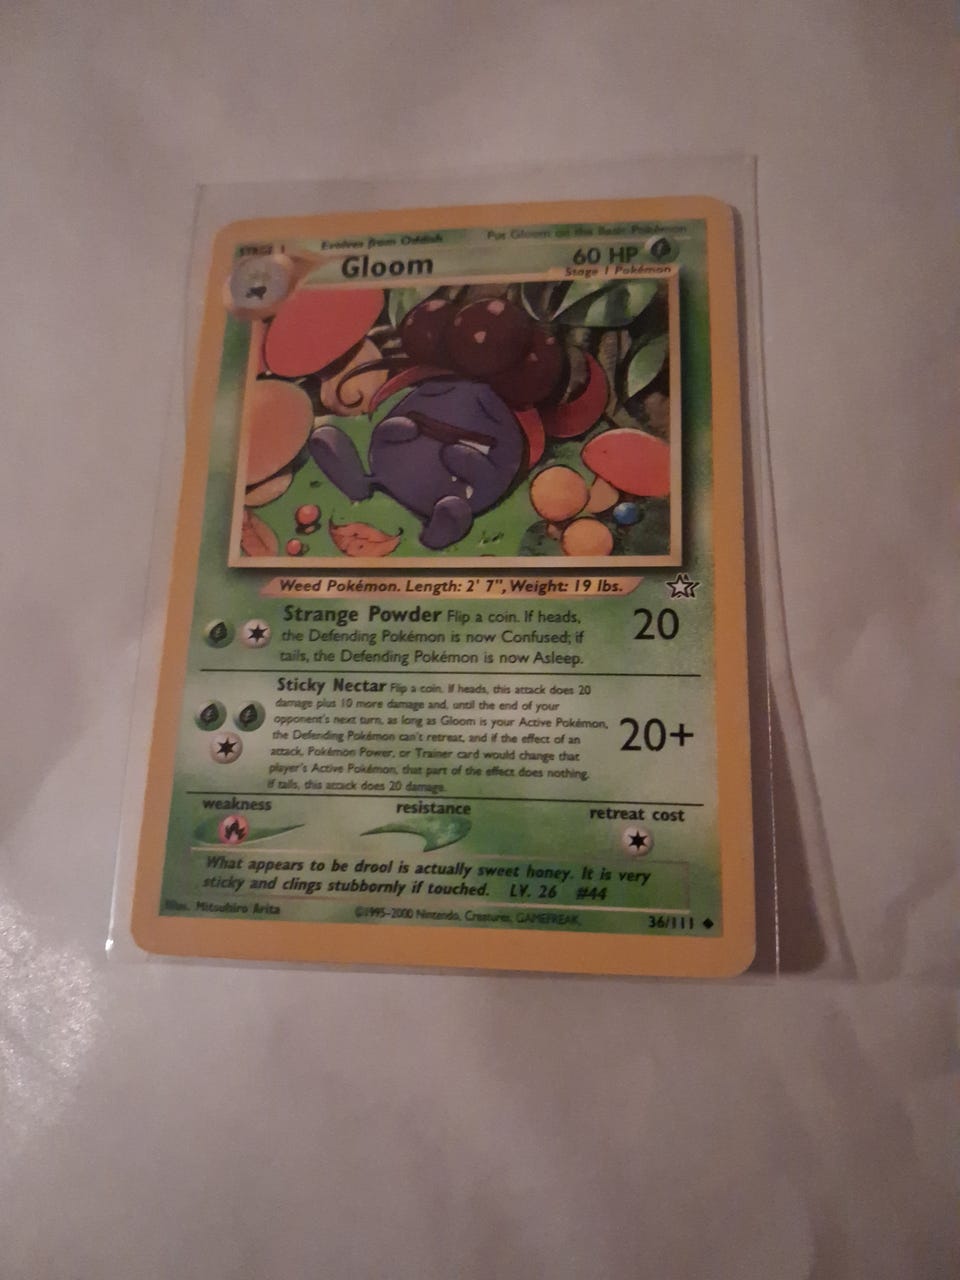 STAGE 1
Evolves from Oddish
Put Gloom on the Basic Pokémon
Gloom
60 HP
Stage 1 Pokémon
Weed Pokémon. Length: 2' 7", Weight: 19 lbs.
Strange Powder Flip a coin. If heads,
the Defending Pokémon is now Confused; if
tails, the Defending Pokémon is now Asleep.
20
Sticky Nectar Flip a coin. If heads, this attack does 20
damage plus 10 more damage and, until the end of your
opponent's next turn, as long as Gloom is your Active Pokémon,
the Defending Pokémon can't retreat, and if the effect of an
attack, Pokémon Power, or Trainer card would change that
player's Active Pokémon, that part of the effect does nothing.
If tails, this attack does 20 damage.
20+
weakness
resistance
retreat cost
What appears to be drool is actually sweet honey. It is very
sticky and clings stubbornly if touched. LV. 26 #44
Illus. Mitsuhiro Arita
©1995-2000 Nintendo, Creatures, GAMEFREAK.
36/111